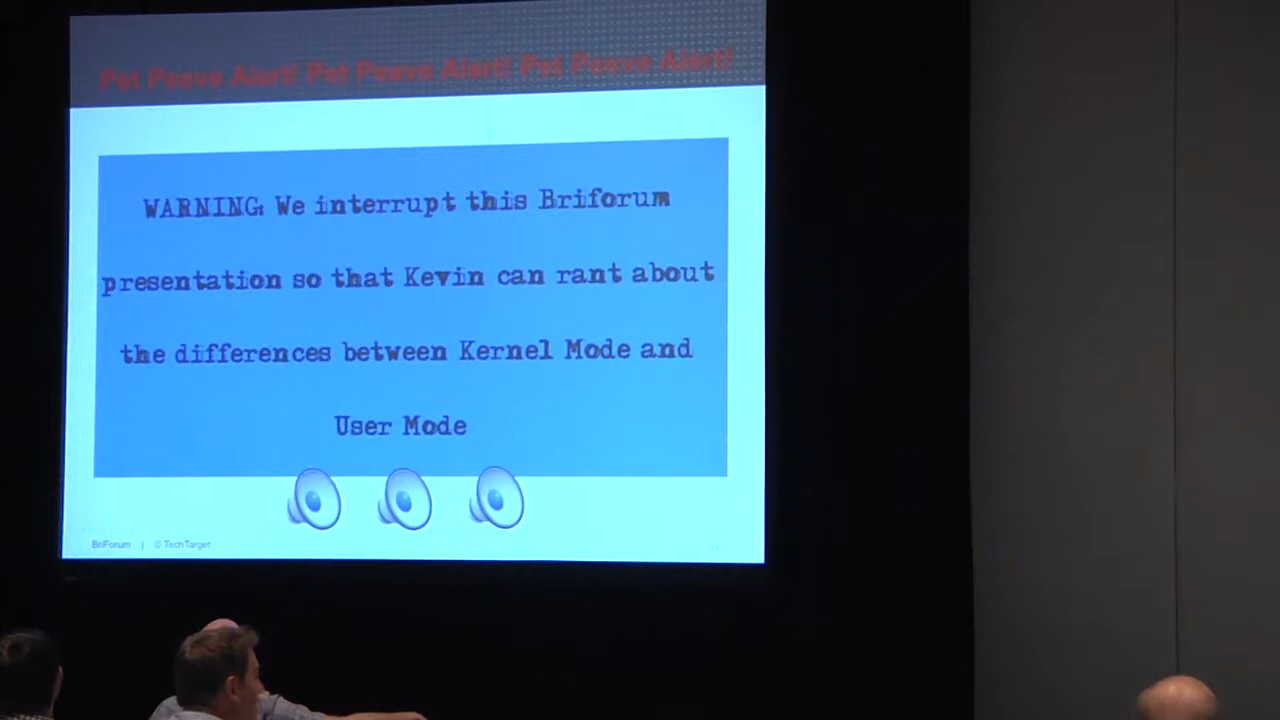 Pet Peeve Alert! Pet Peeve Alert! Pet Peeve Alert!
WARNING: We interrupt this Briforum
presentation so that Kevin can rant about
the differences between Kernel Mode and
User Mode
BriForum | © TechTarget